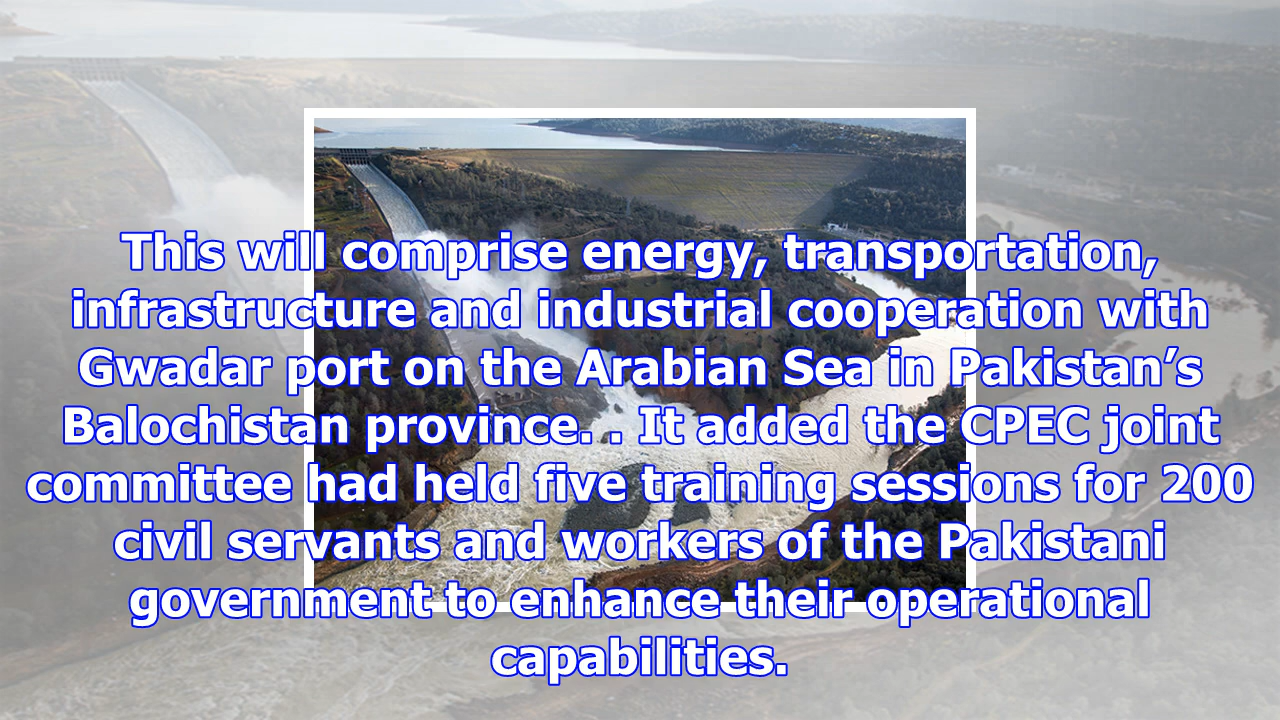 This will comprise energy, transportation,
infrastructure and industrial cooperation with
Gwadar port on the Arabian Sea in Pakistan’s
Balochistan province. . It added the CPEC joint
committee had held five training sessions for 200
civil servants and workers of the Pakistani
government to enhance their operational
capabilities.